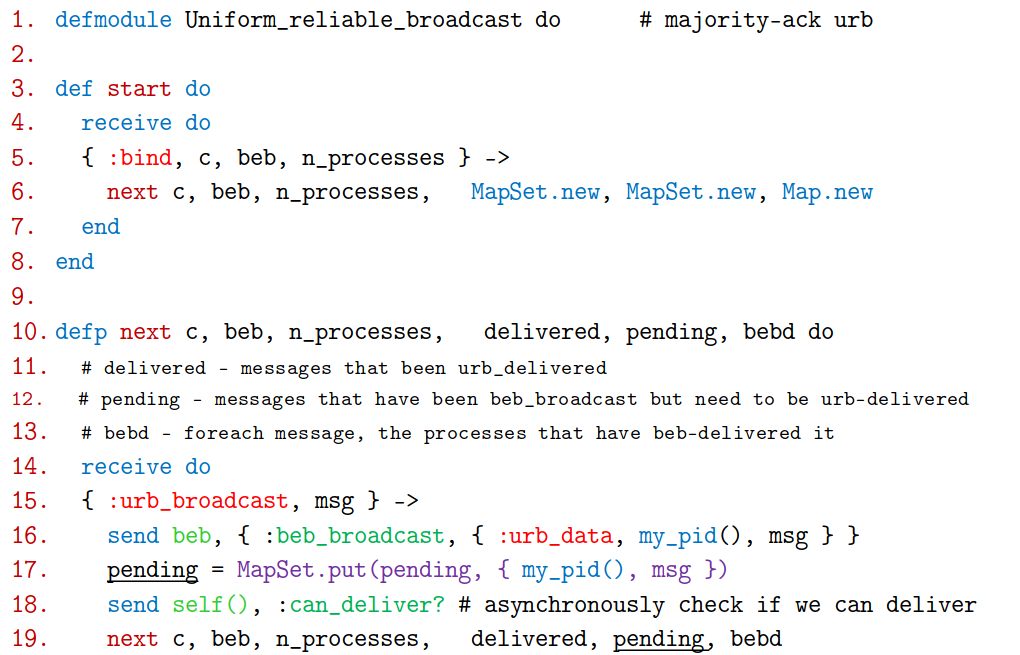 1. defmodule Uniform_reliable_broadcast do # majority-ack urb
2.
3. def start do
4. receive do
5. { :bind, c, beb, n_processes } ->
6. next c, beb, n_processes, MapSet.new, MapSet.new, Map.new
7. end
8. end
9.
10. defp next c, beb, n_processes, delivered, pending, bebd do
11. # delivered - messages that been urb_delivered
12. # pending - messages that have been beb_broadcast but need to be urb-delivered
13. # bebd - foreach message, the processes that have beb-delivered it
14. receive do
15. { :urb_broadcast, msg } ->
16. send beb, { :beb_broadcast, { :urb_data, my_pid(), msg } }
17. pending = MapSet.put(pending, { my_pid(), msg })
18. send self(), :can_deliver? # asynchronously check if we can deliver
19. next c, beb, n_processes, delivered, pending, bebd